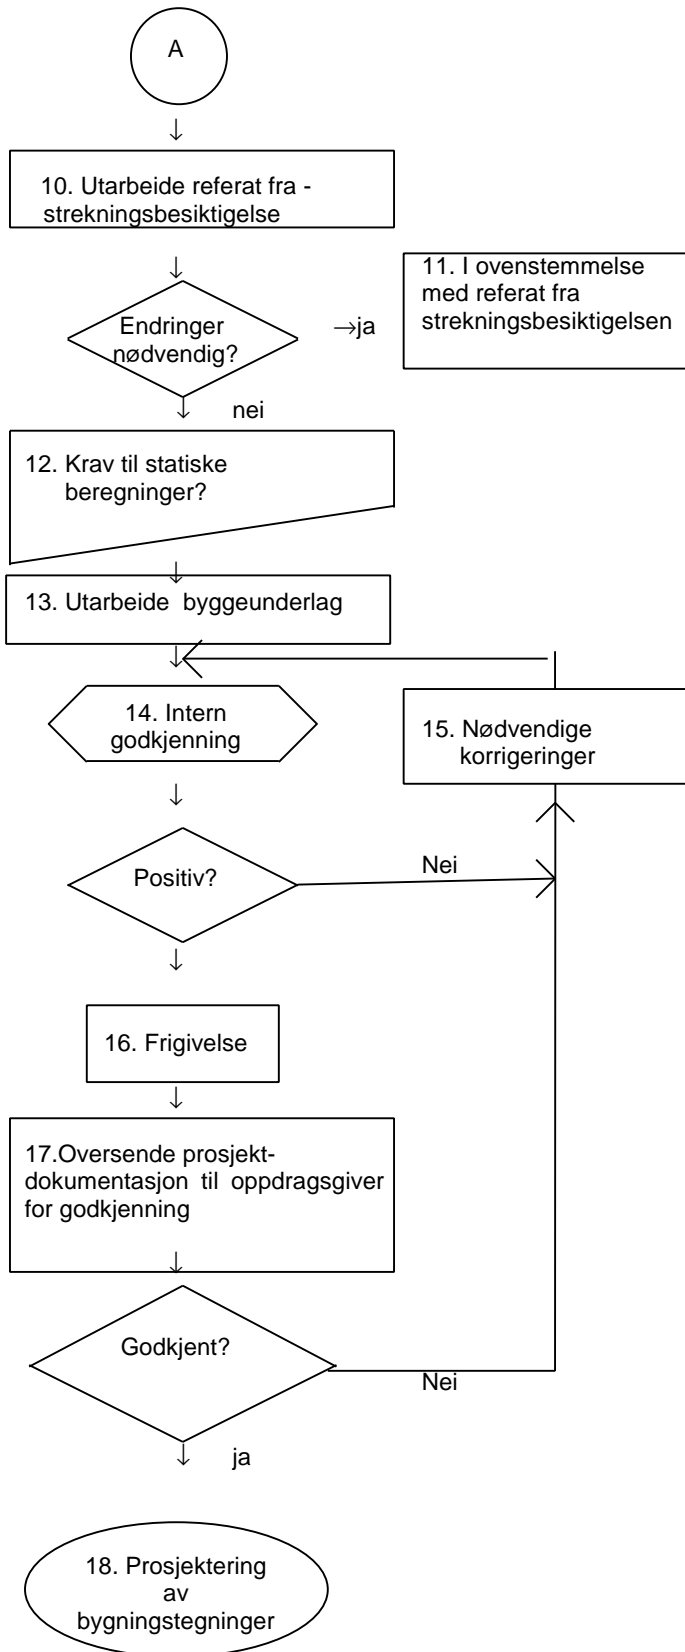 A
↓
10. Utarbeide referat fra -
strekningsbesiktigelse
↓
Endringer
nødvendig?
→ja
11. I ovenstemmelse
med referat fra
strekningsbesiktigelsen
↓
nei
12. Krav til statiske
beregninger?
↓
13. Utarbeide byggeunderlag
↓
14. Intern
godkjenning
15. Nødvendige
korrigeringer
↓
Positiv?
Nei
↓
16. Frigivelse
↓
17.Oversende prosjekt-
dokumentasjon til oppdragsgiver
for godkjenning
↓
Godkjent?
Nei
↓
ja
18. Prosjektering
av
bygningstegninger